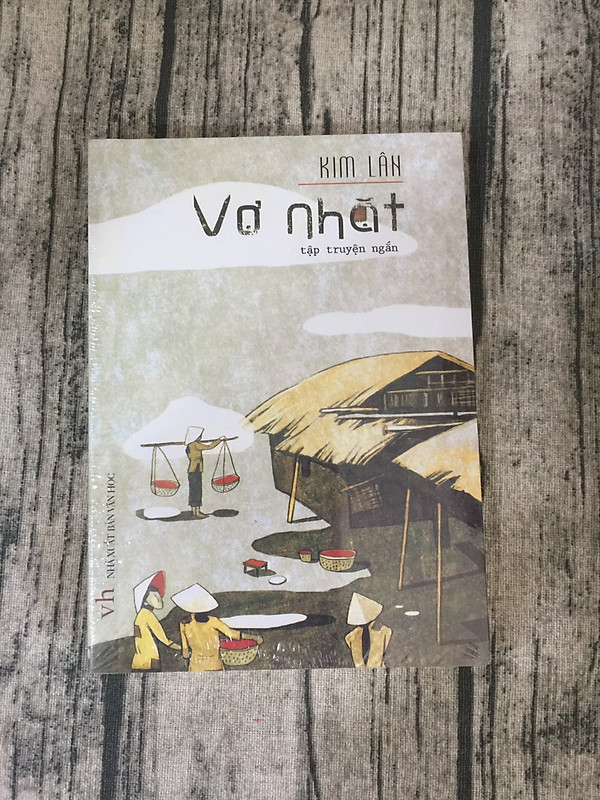 KIM LÂN
Vợ nhặt
tập truyện ngắn
vh NHÀ XUẤT BẢN VĂN HỌC